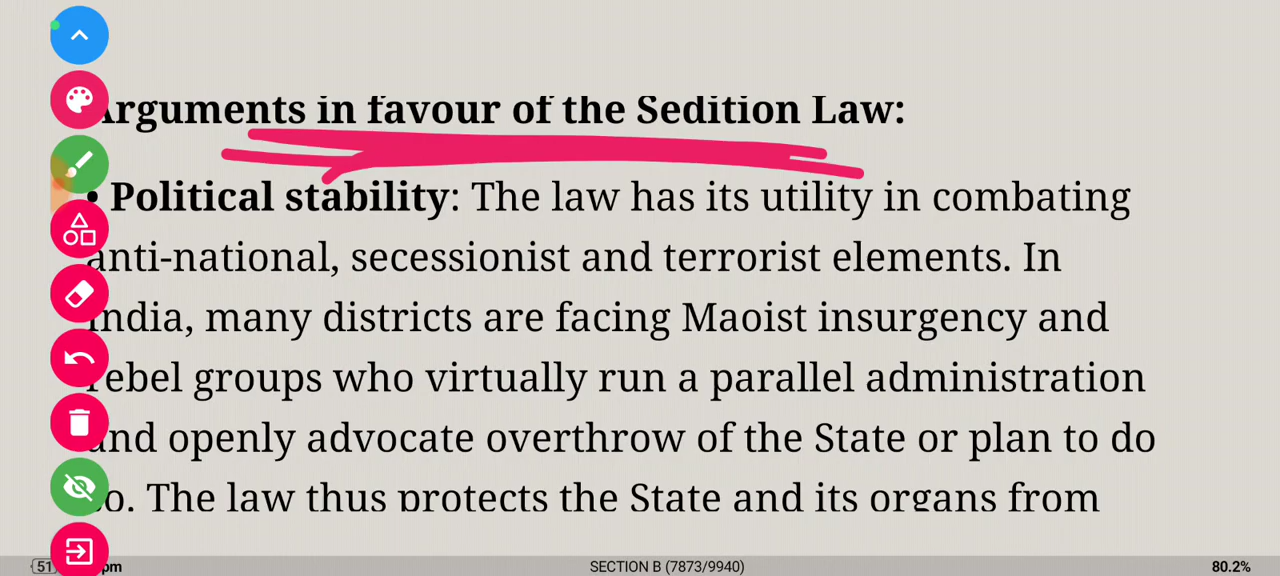 Arguments in favour of the Sedition Law:
• Political stability: The law has its utility in combating
anti-national, secessionist and terrorist elements. In
India, many districts are facing Maoist insurgency and
rebel groups who virtually run a parallel administration
and openly advocate overthrow of the State or plan to do
so. The law thus protects the State and its organs from
51 pm SECTION B (7873/9940) 80.2%